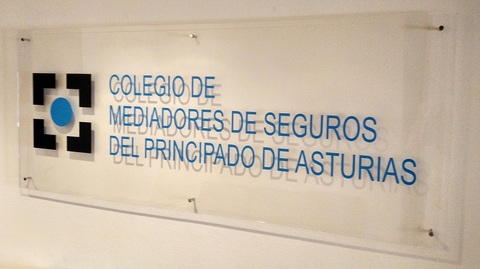 COLEGIO DE
MEDIADORES DE SEGUROS
DEL PRINCIPADO DE ASTURIAS